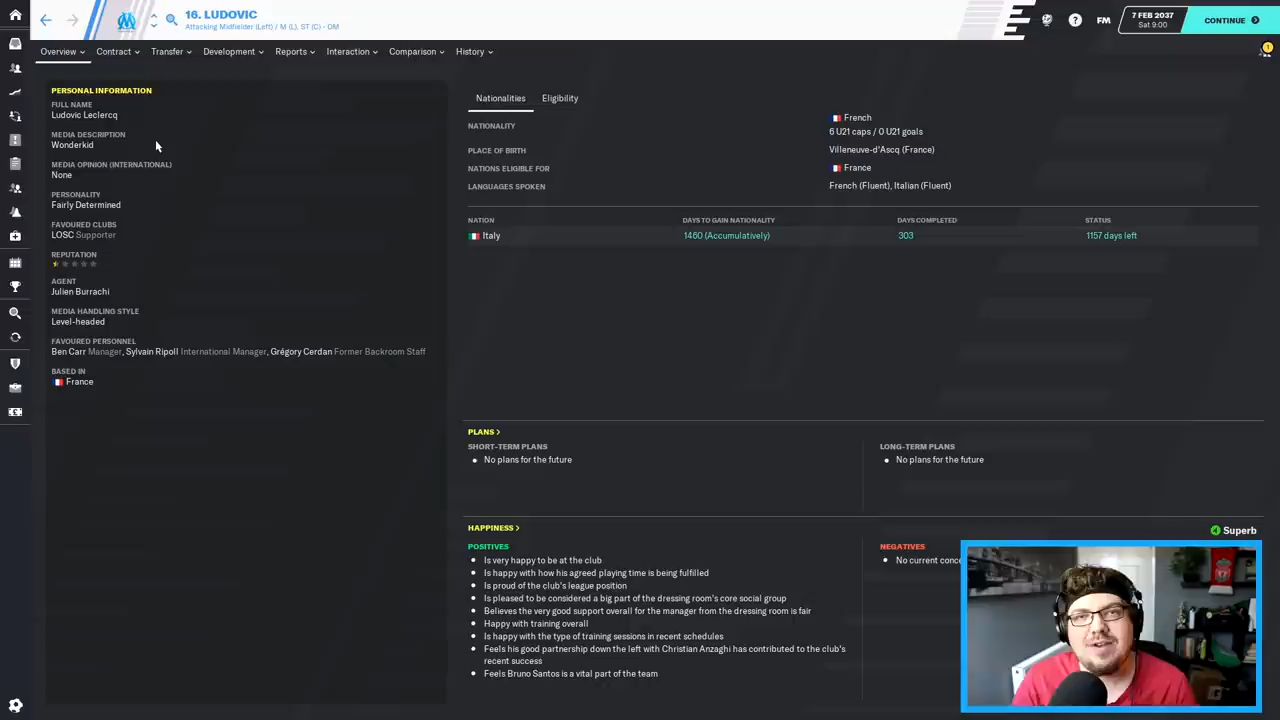 16. LUDOVIC
Attacking Midfielder (Left) / M (L), ST (C) - DM
FM
7 FEB 2037
Sat 9:00
CONTINUE
Overview
Contract
Transfer
Development
Reports
Interaction
Comparison
History
1
PERSONAL INFORMATION
FULL NAME
Ludovic Leclercq
MEDIA DESCRIPTION
Wonderkid
MEDIA OPINION (INTERNATIONAL)
None
PERSONALITY
Fairly Determined
FAVOURED CLUBS
LOSC Supporter
REPUTATION
AGENT
Julien Burrachi
MEDIA HANDLING STYLE
Level-headed
FAVOURED PERSONNEL
Ben Carr Manager, Sylvain Ripoll International Manager, Grégory Cerdan Former Backroom Staff
BASED IN
France
Nationalities
Eligibility
NATIONALITY
French
6 U21 caps / 0 U21 goals
PLACE OF BIRTH
Villeneuve-d'Ascq (France)
NATIONS ELIGIBLE FOR
France
LANGUAGES SPOKEN
French (Fluent), Italian (Fluent)
NATION
DAYS TO GAIN NATIONALITY
DAYS COMPLETED
STATUS
Italy
1460 (Accumulatively)
303
1157 days left
PLANS >
SHORT-TERM PLANS
No plans for the future
LONG-TERM PLANS
No plans for the future
HAPPINESS >
Superb
POSITIVES
Is very happy to be at the club
Is happy with how his agreed playing time is being fulfilled
Is proud of the club's league position
Is pleased to be considered a big part of the dressing room's core social group
Believes the very good support overall for the manager from the dressing room is fair
Happy with training overall
Is happy with the type of training sessions in recent schedules
Feels his good partnership down the left with Christian Anzaghi has contributed to the club's
recent success
Feels Bruno Santos is a vital part of the team
NEGATIVES
No current conce